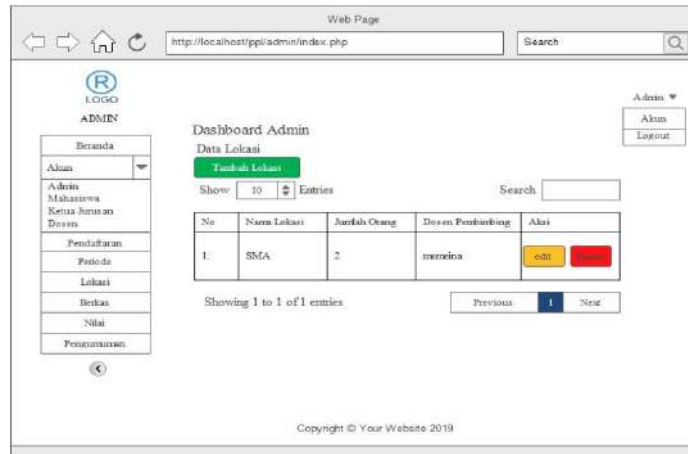 Web Page
http://localhost/ppl/admin/index.php
Search
R
LOGO
ADMIN
Beranda
Akun
Admin
Mahasiswa
Ketua Jurusan
Dosen
Pendaftaran
Periode
Lokasi
Berkas
Nilai
Pengumuman
Admin
Akun
Logout
Dashboard Admin
Data Lokasi
Tambah Lokasi
Show 10 Entries
Search
No Nama Lokasi Jumlah Orang Dosen Pembimbing Aksi
1. SMA 2 memeina edit
Showing 1 to 1 of 1 entries
Previous 1 Next
Copyright © Your Website 2019